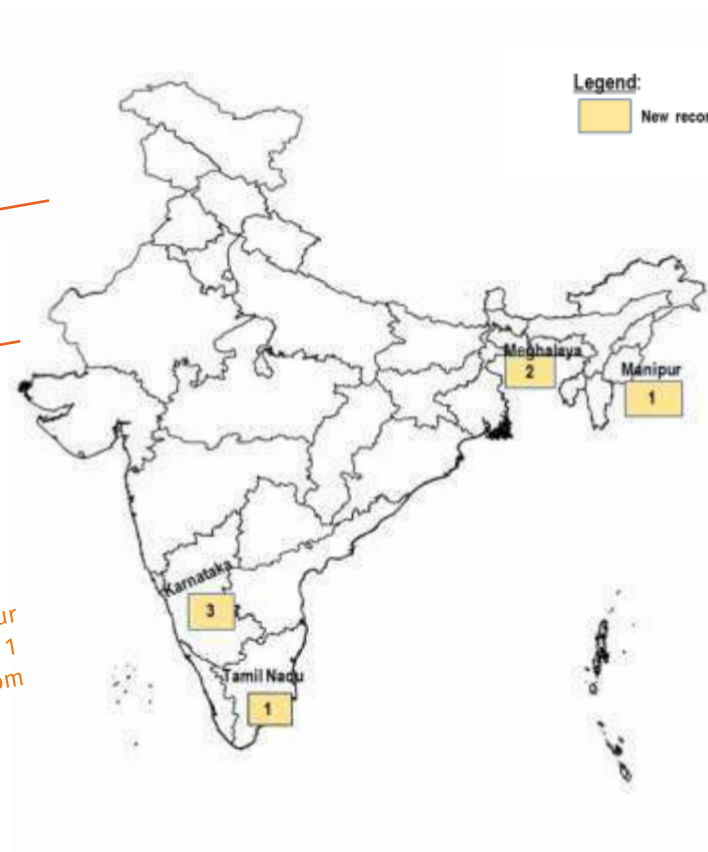 Legend:
New recor
Meghalaya
2
Manipur
1
Karnataka
3
ur
1
om
Tamil Nadu
1